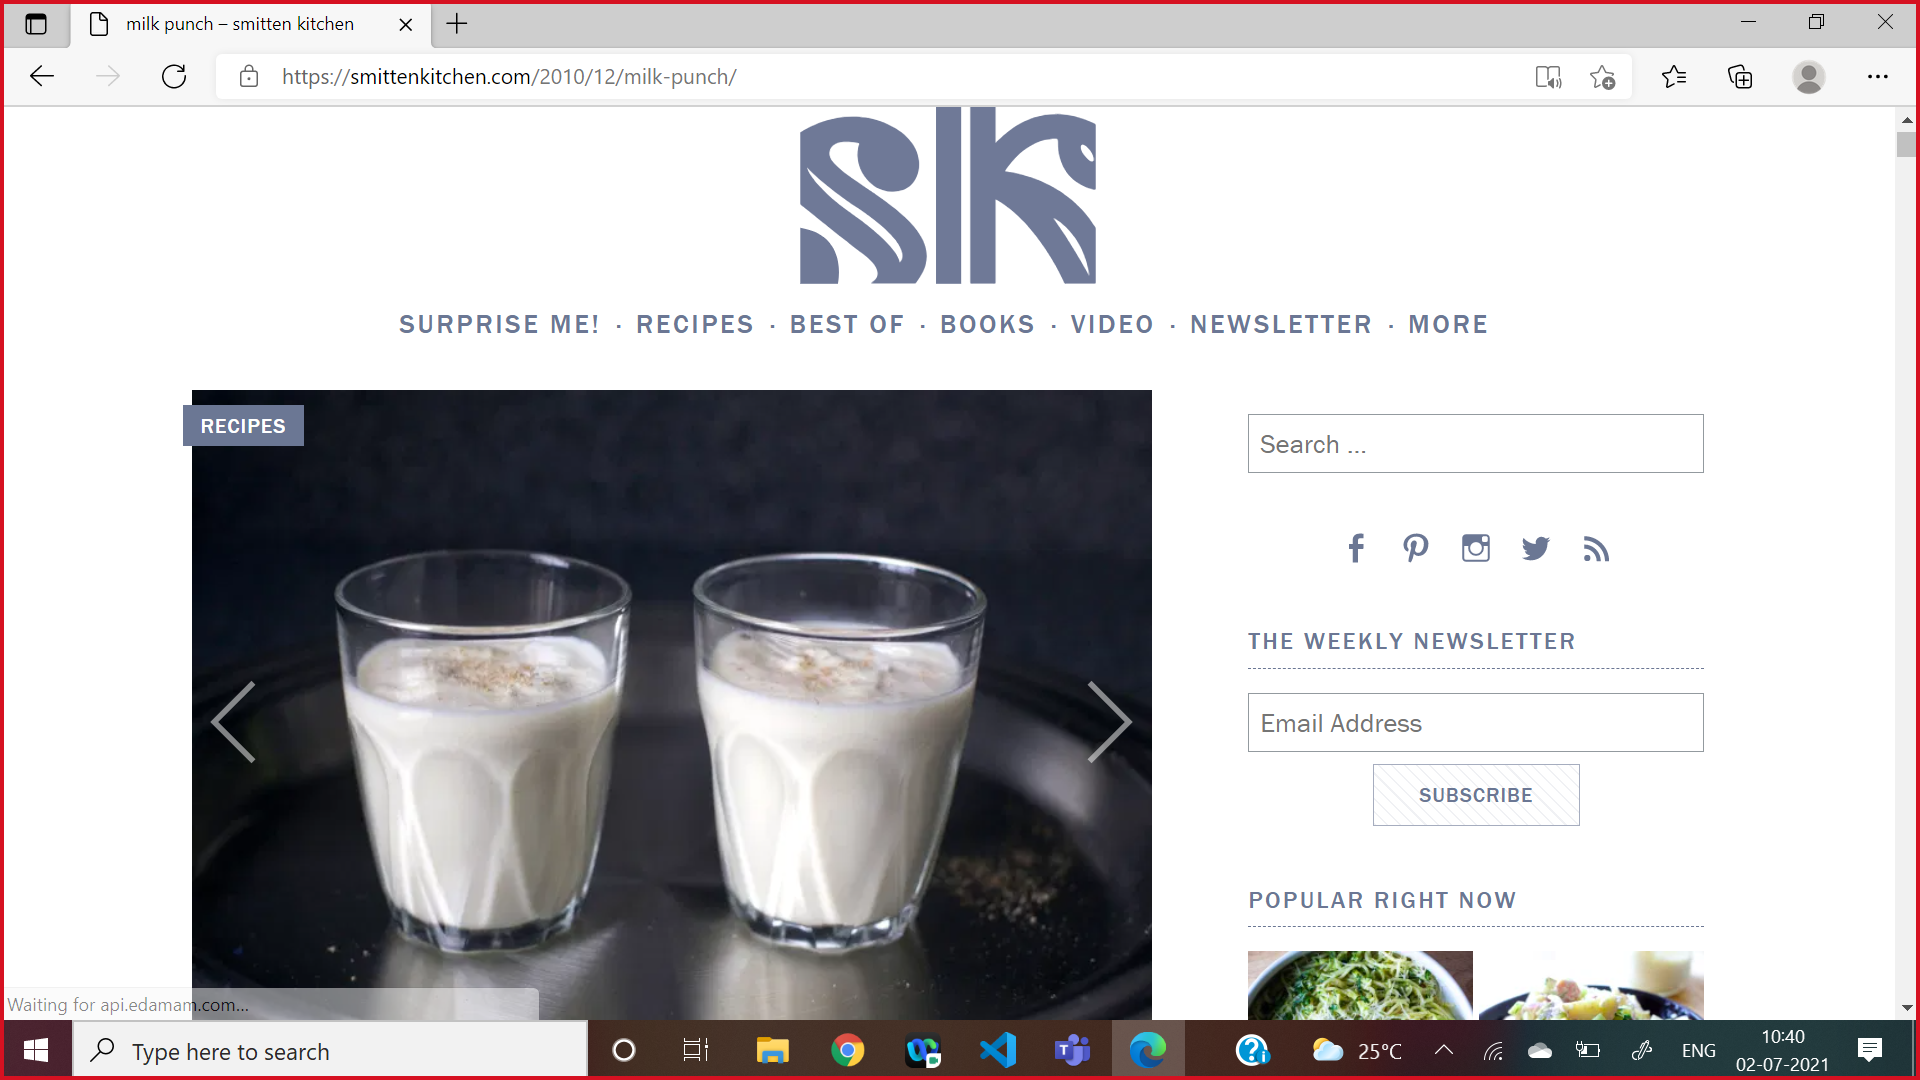 milk punch – smitten kitchen
https://smittenkitchen.com/2010/12/milk-punch/
SK
SURPRISE ME! · RECIPES · BEST OF · BOOKS · VIDEO · NEWSLETTER · MORE
RECIPES
Search ...
THE WEEKLY NEWSLETTER
Email Address
SUBSCRIBE
POPULAR RIGHT NOW
Waiting for api.edamam.com...
Type here to search
25°C
ENG
10:40
02-07-2021